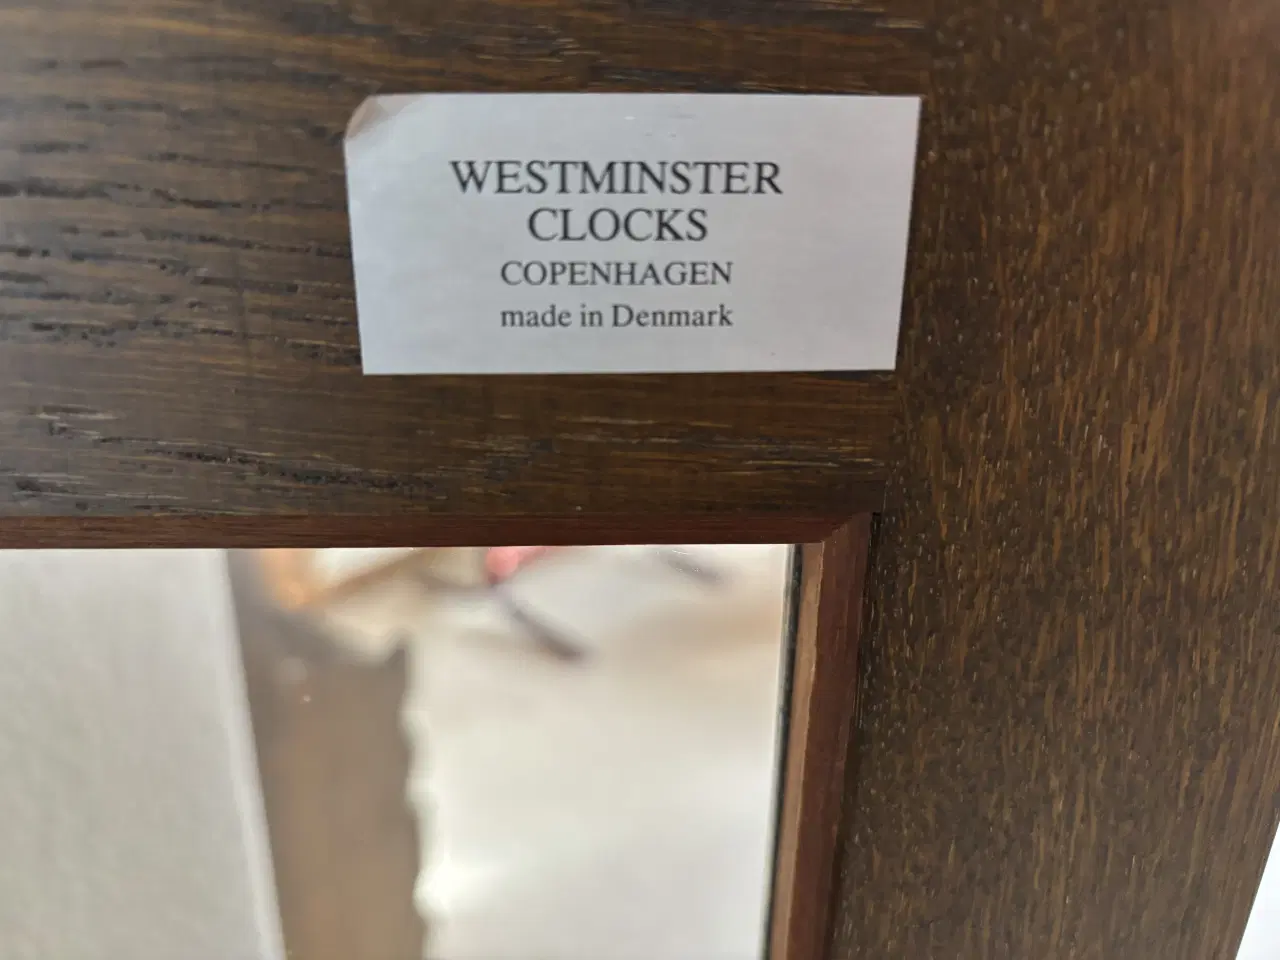 WESTMINSTER
CLOCKS
COPENHAGEN
made in Denmark